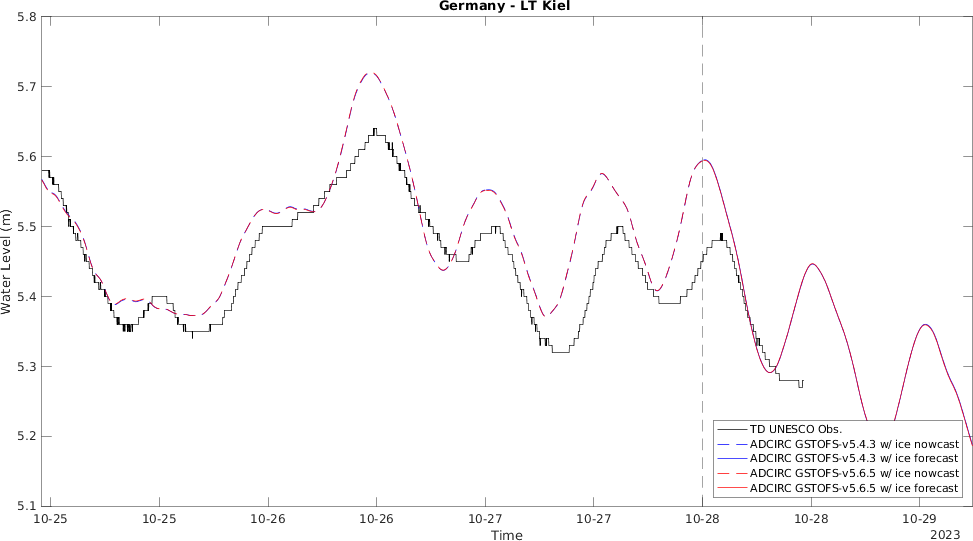 Germany - LT Kiel
5.8
5.7
5.6
5.5
5.4
5.3
5.2
5.1
Water Level (m)
TD UNESCO Obs.
ADCIRC GSTOFS-v5.4.3 w/ ice nowcast
ADCIRC GSTOFS-v5.4.3 w/ ice forecast
ADCIRC GSTOFS-v5.6.5 w/ ice nowcast
ADCIRC GSTOFS-v5.6.5 w/ ice forecast
10-25 10-25 10-26 10-26 10-27 10-27 10-28 10-28 10-29
Time
2023